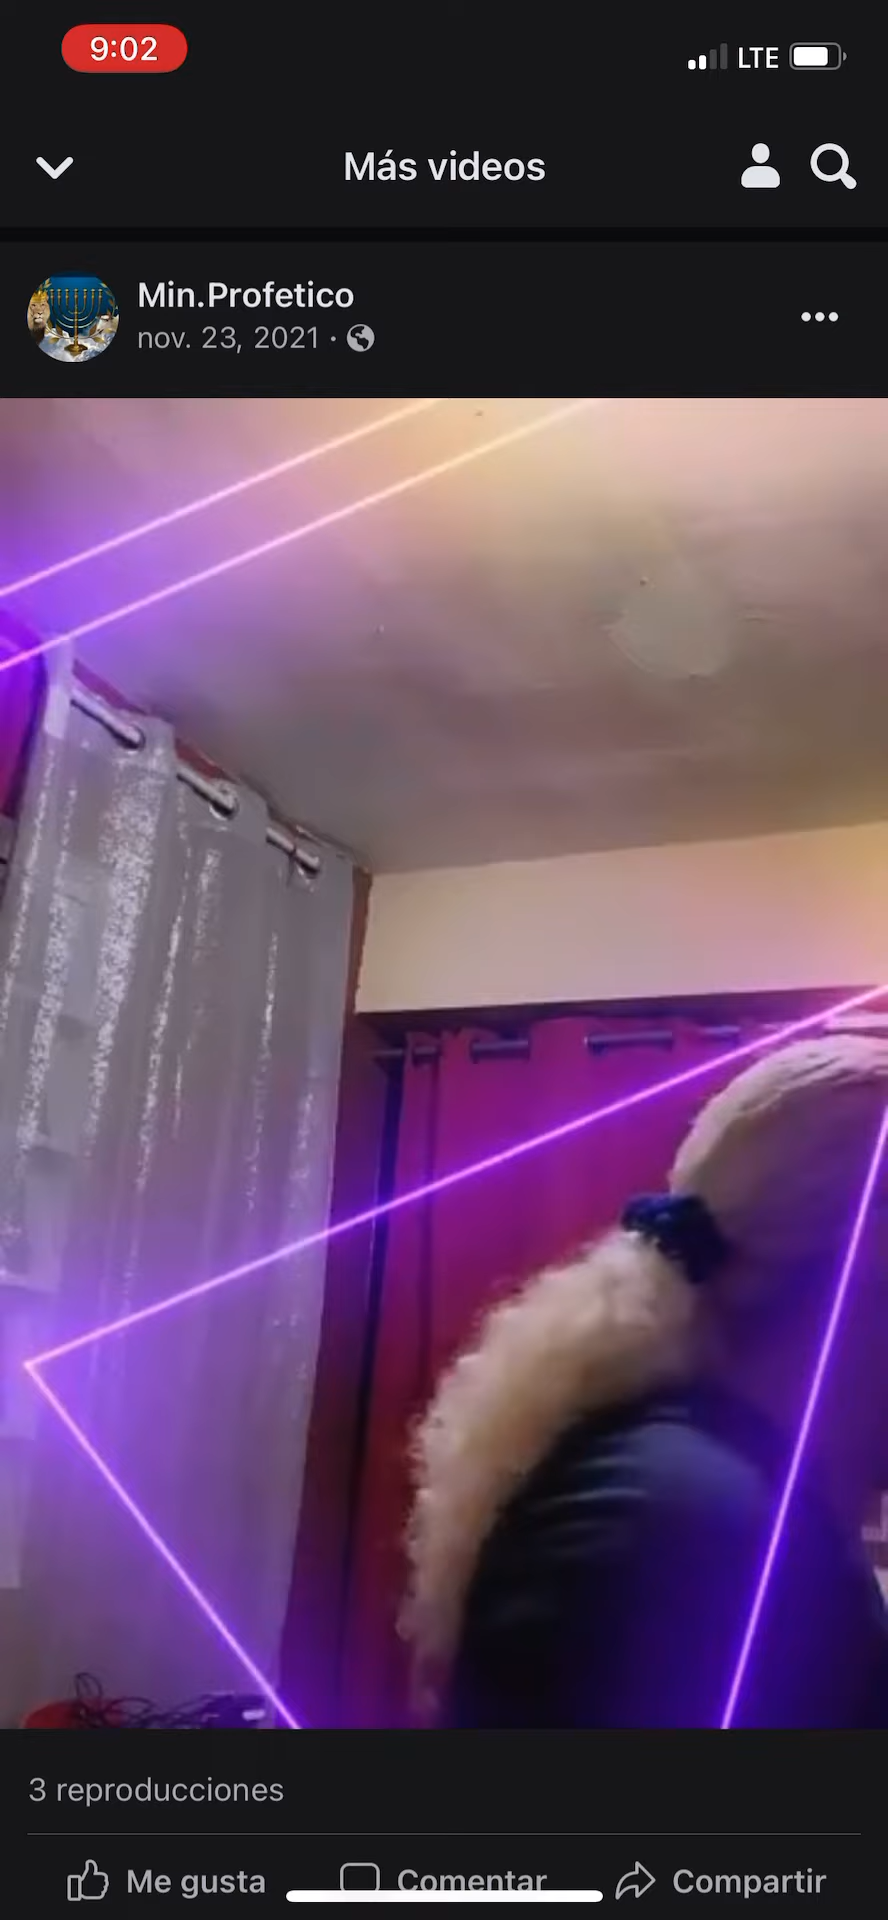 9:02
LTE
Más videos
Min.Profetico
nov. 23, 2021 ·
3 reproducciones
Me gusta
Comentar
Compartir